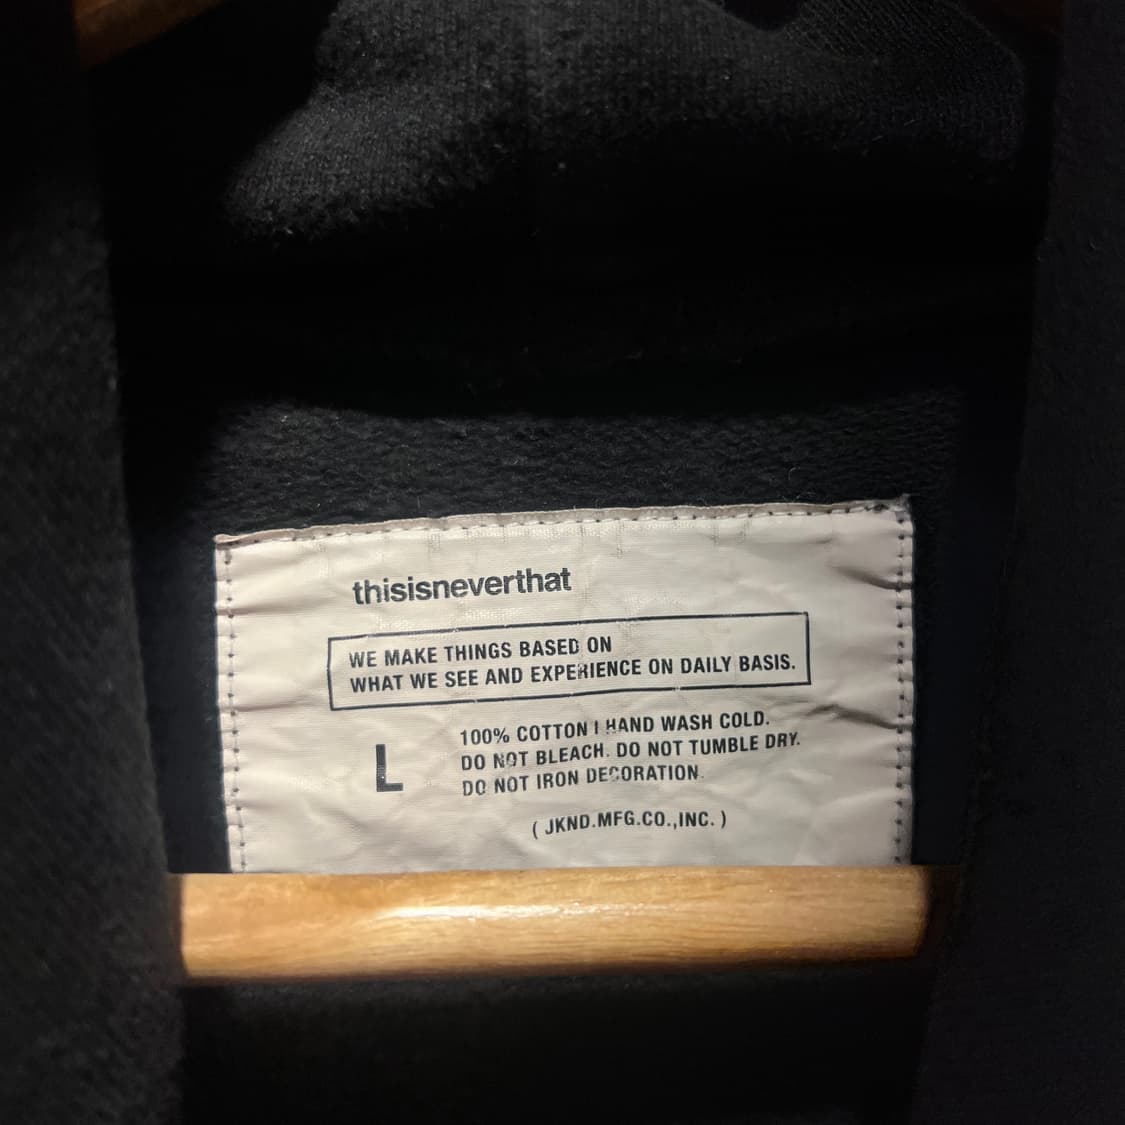 thisisneverthat
WE MAKE THINGS BASED ON
WHAT WE SEE AND EXPERIENCE ON DAILY BASIS.
L
100% COTTON I HAND WASH COLD.
DO NOT BLEACH. DO NOT TUMBLE DRY.
DO NOT IRON DECORATION.
( JKND.MFG.CO.,INC. )